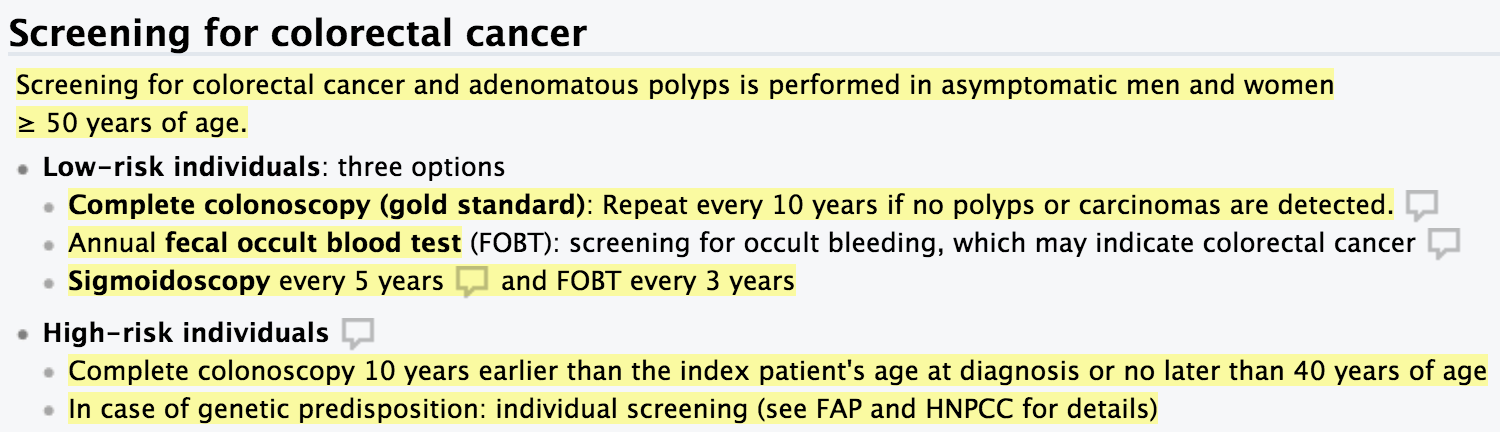 Screening for colorectal cancer
Screening for colorectal cancer and adenomatous polyps is performed in asymptomatic men and women
≥ 50 years of age.
Low-risk individuals: three options
Complete colonoscopy (gold standard): Repeat every 10 years if no polyps or carcinomas are detected.
Annual fecal occult blood test (FOBT): screening for occult bleeding, which may indicate colorectal cancer
Sigmoidoscopy every 5 years and FOBT every 3 years
High-risk individuals
Complete colonoscopy 10 years earlier than the index patient's age at diagnosis or no later than 40 years of age
In case of genetic predisposition: individual screening (see FAP and HNPCC for details)